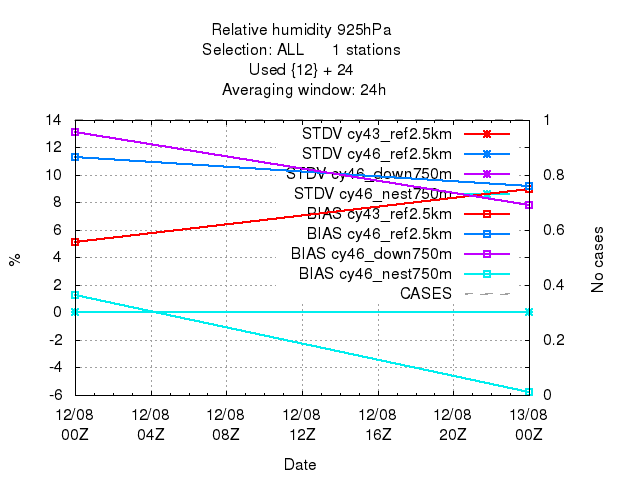 Relative humidity 925hPa
Selection: ALL 1 stations
Used {12} + 24
Averaging window: 24h
14
12
10
8
6
4
2
0
-2
-4
-6
%
1
0.8
0.6
0.4
0.2
0
No cases
STDV cy43_ref2.5km
STDV cy46_ref2.5km
STDV cy46_down750m
STDV cy46_nest750m
BIAS cy43_ref2.5km
BIAS cy46_ref2.5km
BIAS cy46_down750m
BIAS cy46_nest750m
CASES
12/08 12/08 12/08 12/08 12/08 12/08 13/08
00Z 04Z 08Z 12Z 16Z 20Z 00Z
Date